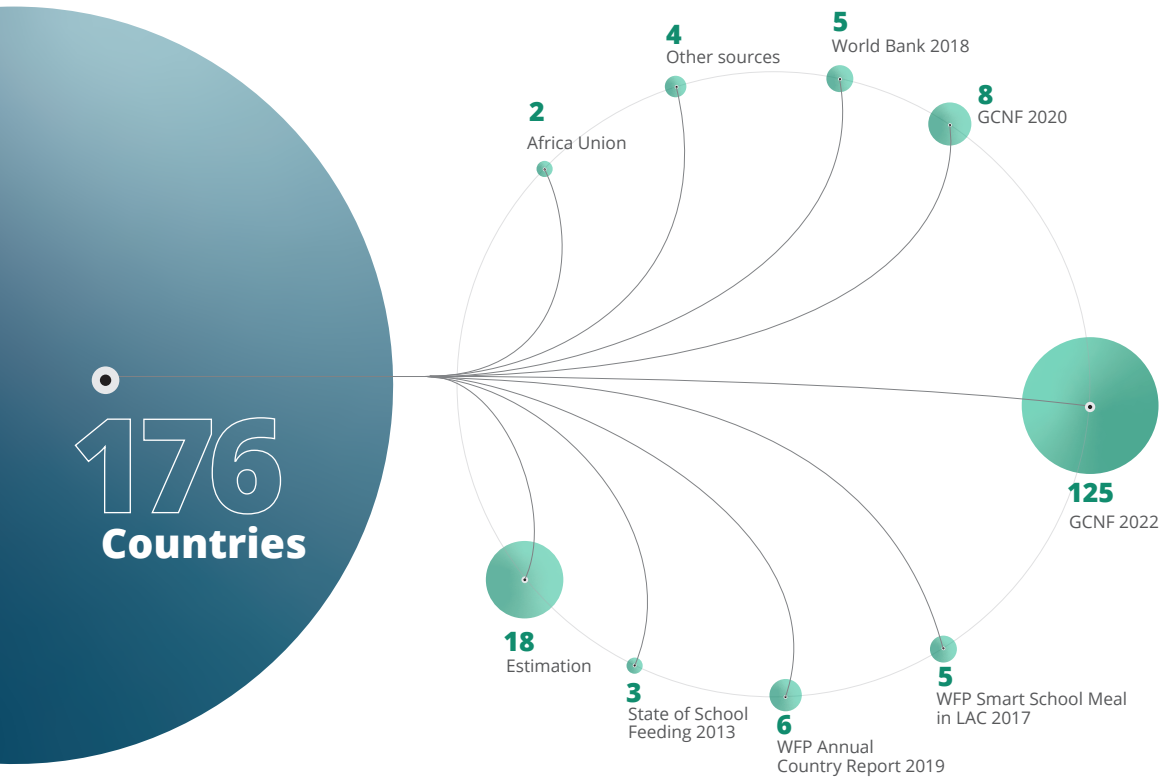 176
Countries
2
Africa Union
4
Other sources
5
World Bank 2018
8
GCNF 2020
125
GCNF 2022
5
WFP Smart School Meal
in LAC 2017
6
WFP Annual
Country Report 2019
3
State of School
Feeding 2013
18
Estimation